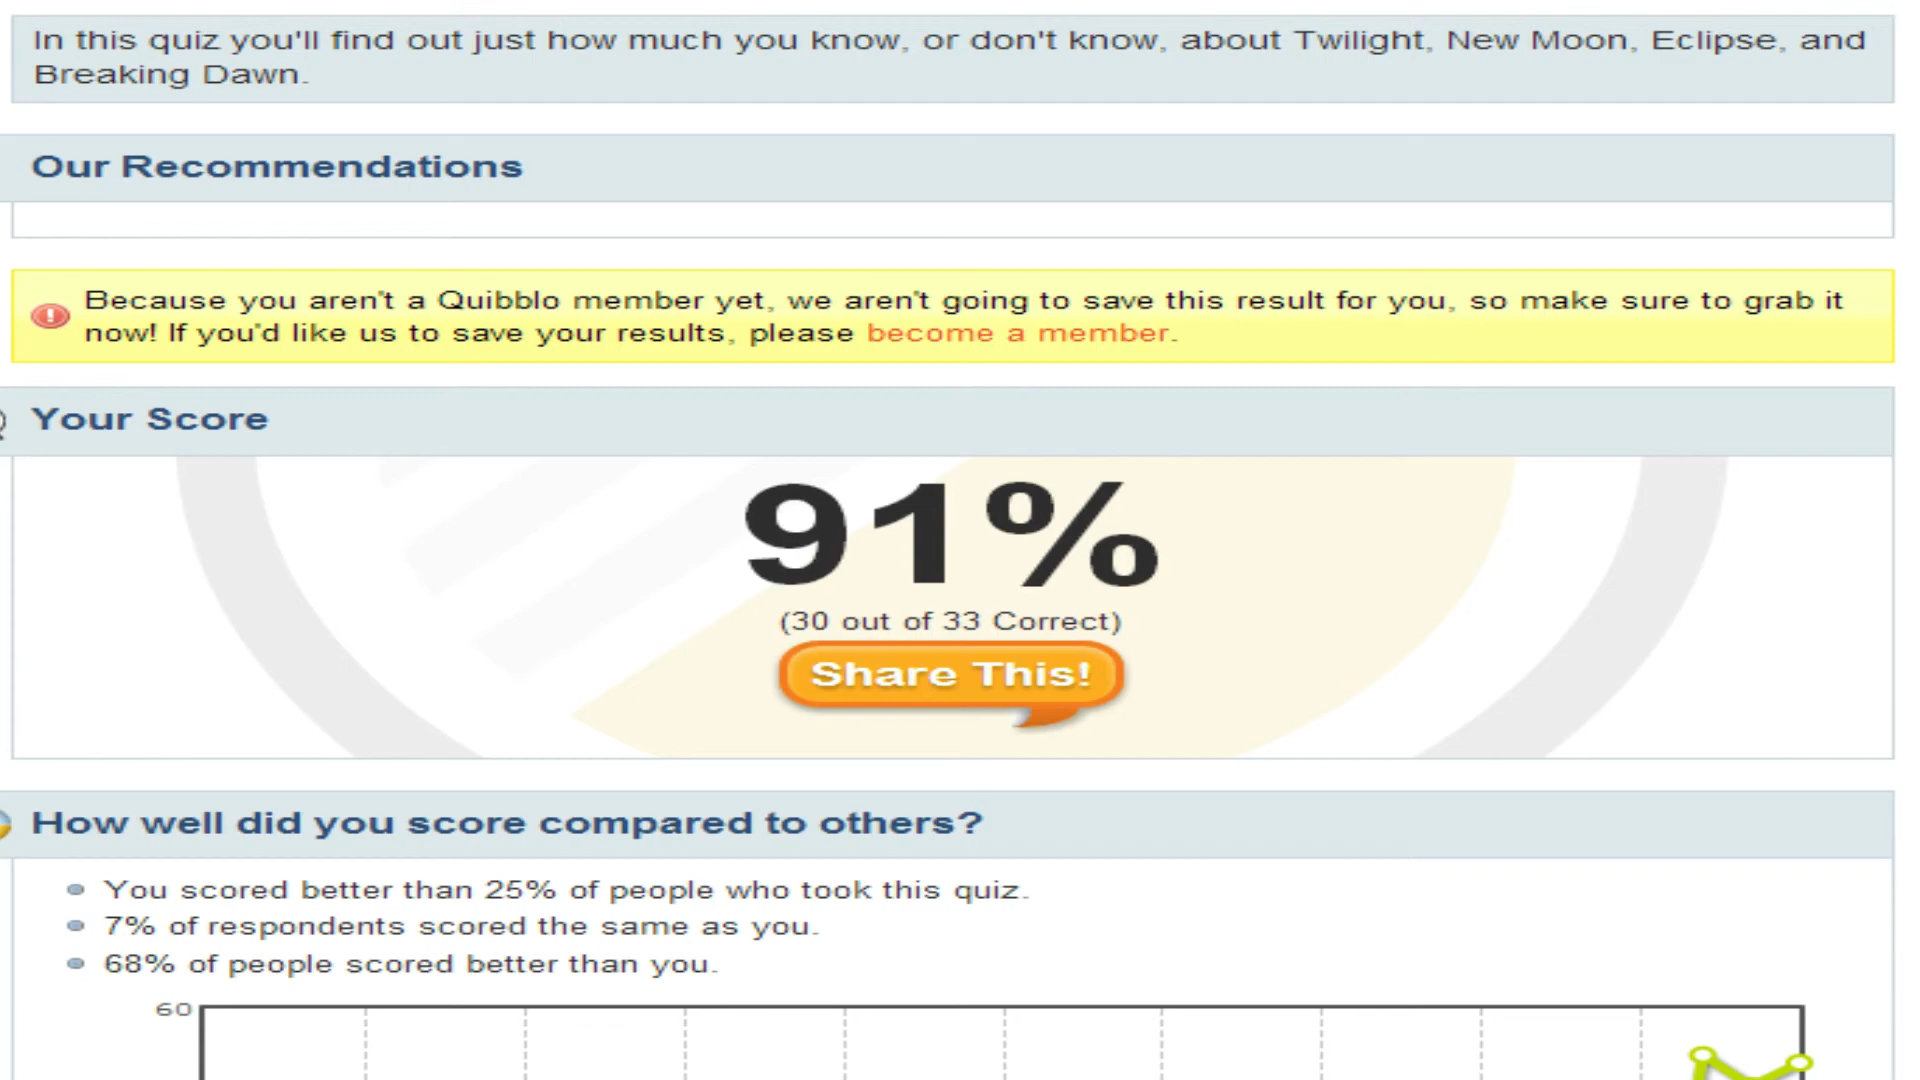 In this quiz you'll find out just how much you know, or don't know, about Twilight, New Moon, Eclipse, and
Breaking Dawn.
Our Recommendations
Because you aren't a Quibblo member yet, we aren't going to save this result for you, so make sure to grab it
now! If you'd like us to save your results, please become a member.
Your Score
91%
(30 out of 33 Correct)
Share This!
How well did you score compared to others?
You scored better than 25% of people who took this quiz.
7% of respondents scored the same as you.
68% of people scored better than you.
60